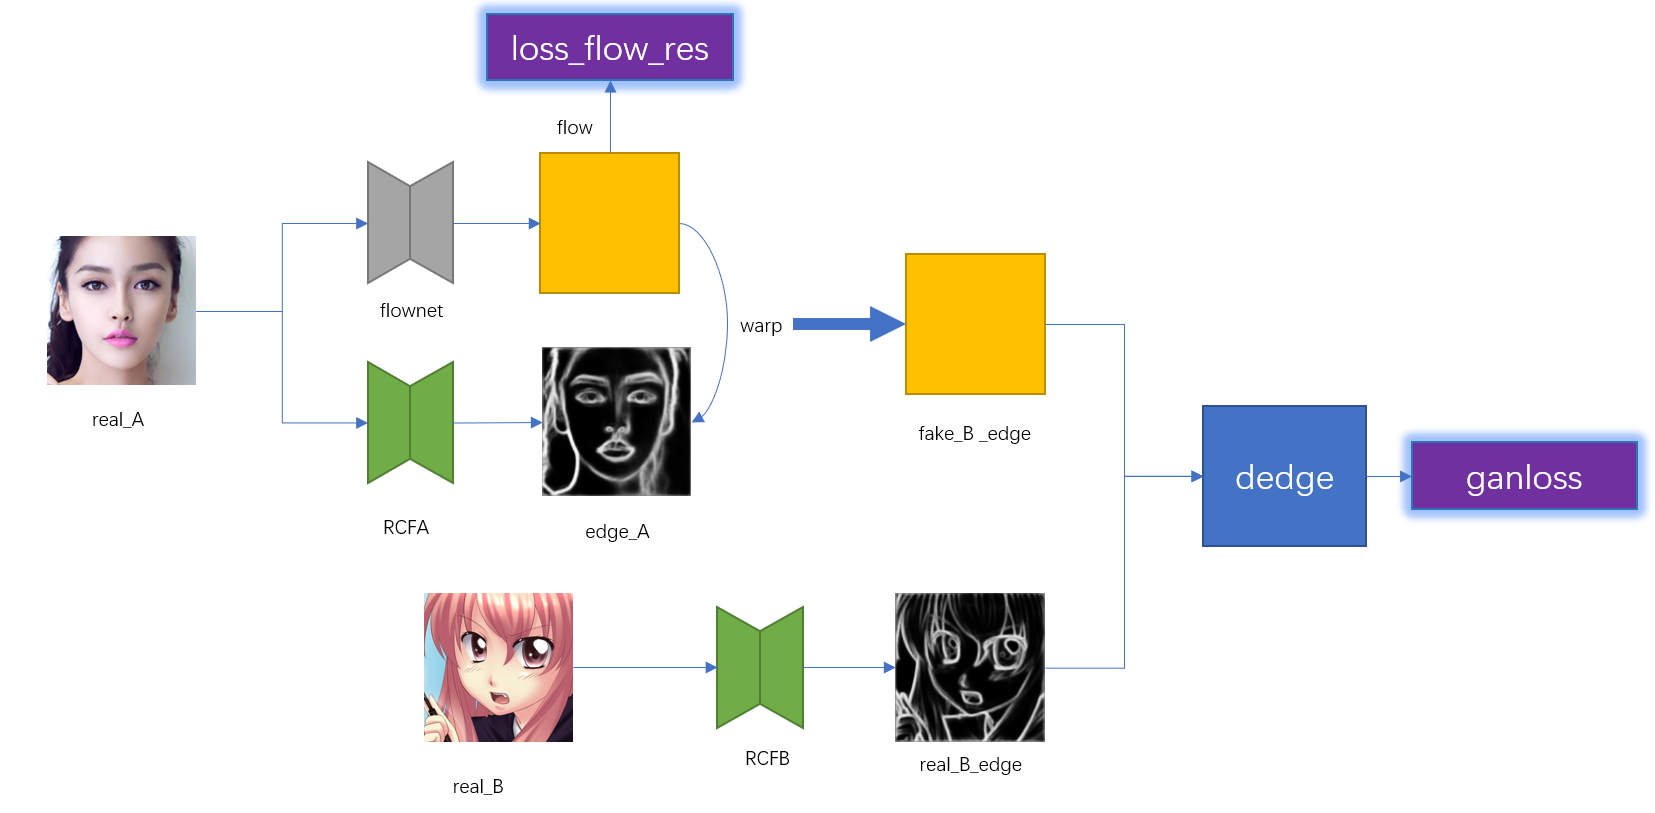 loss_flow_res
flow
flownet
real_A
warp
fake_B _edge
dedge
ganloss
RCFA
edge_A
RCFB
real_B_edge
real_B